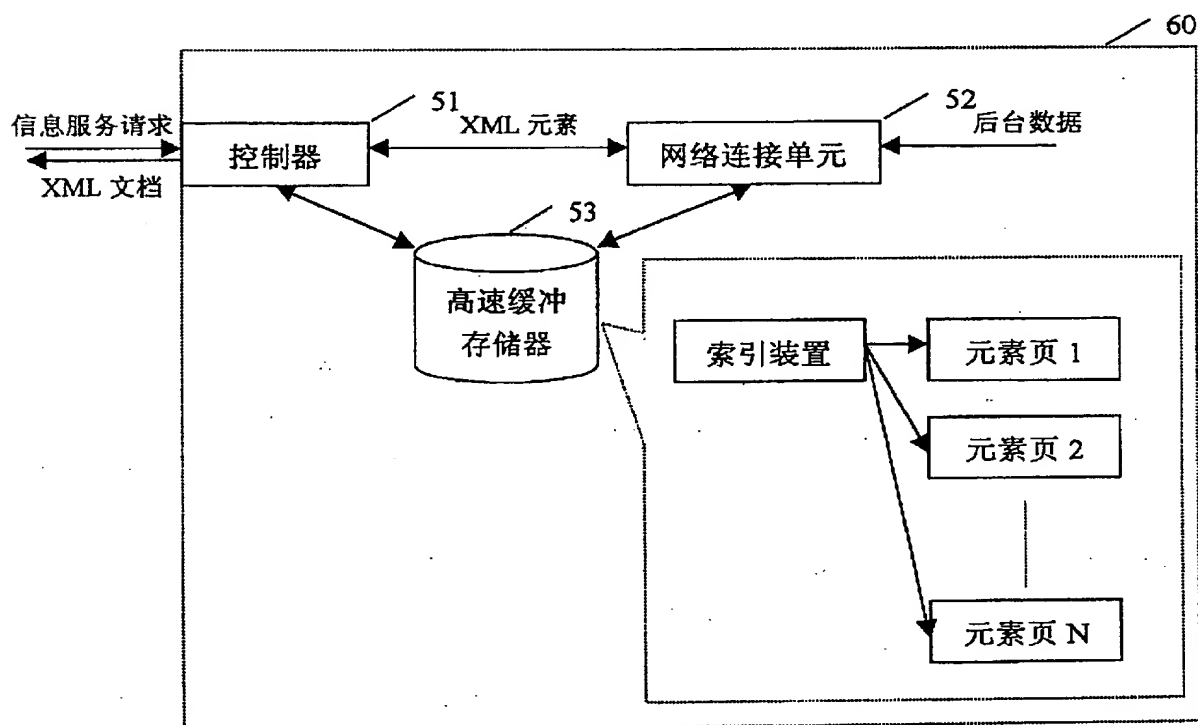 60
51
52
信息服务请求
XML 元素
后台数据
控制器
网络连接单元
XML 文档
53
高速缓冲
存储器
索引装置
元素页 1
元素页 2
元素页 N